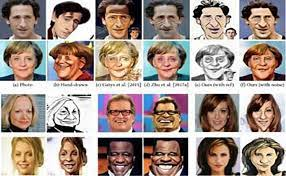 (a) Photo (b) Hand-drawn (c) Gatys et al. [2015] (d) Zhu et al. [2017a] (e) Ours (with ref) (f) Ours (with noise)